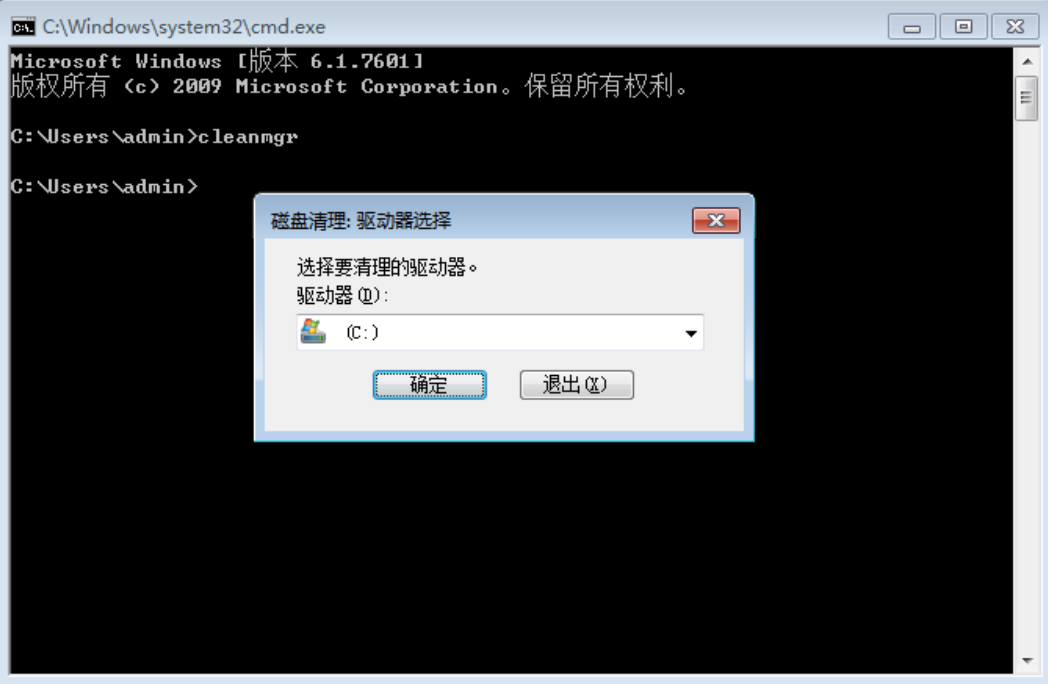 C:\Windows\system32\cmd.exe
Microsoft Windows [版本 6.1.7601]
版权所有 (c) 2009 Microsoft Corporation。保留所有权利。
C:\Users\admin>cleanmgr
C:\Users\admin>
磁盘清理: 驱动器选择
选择要清理的驱动器。
驱动器(D):
(C:)
确定
退出(X)